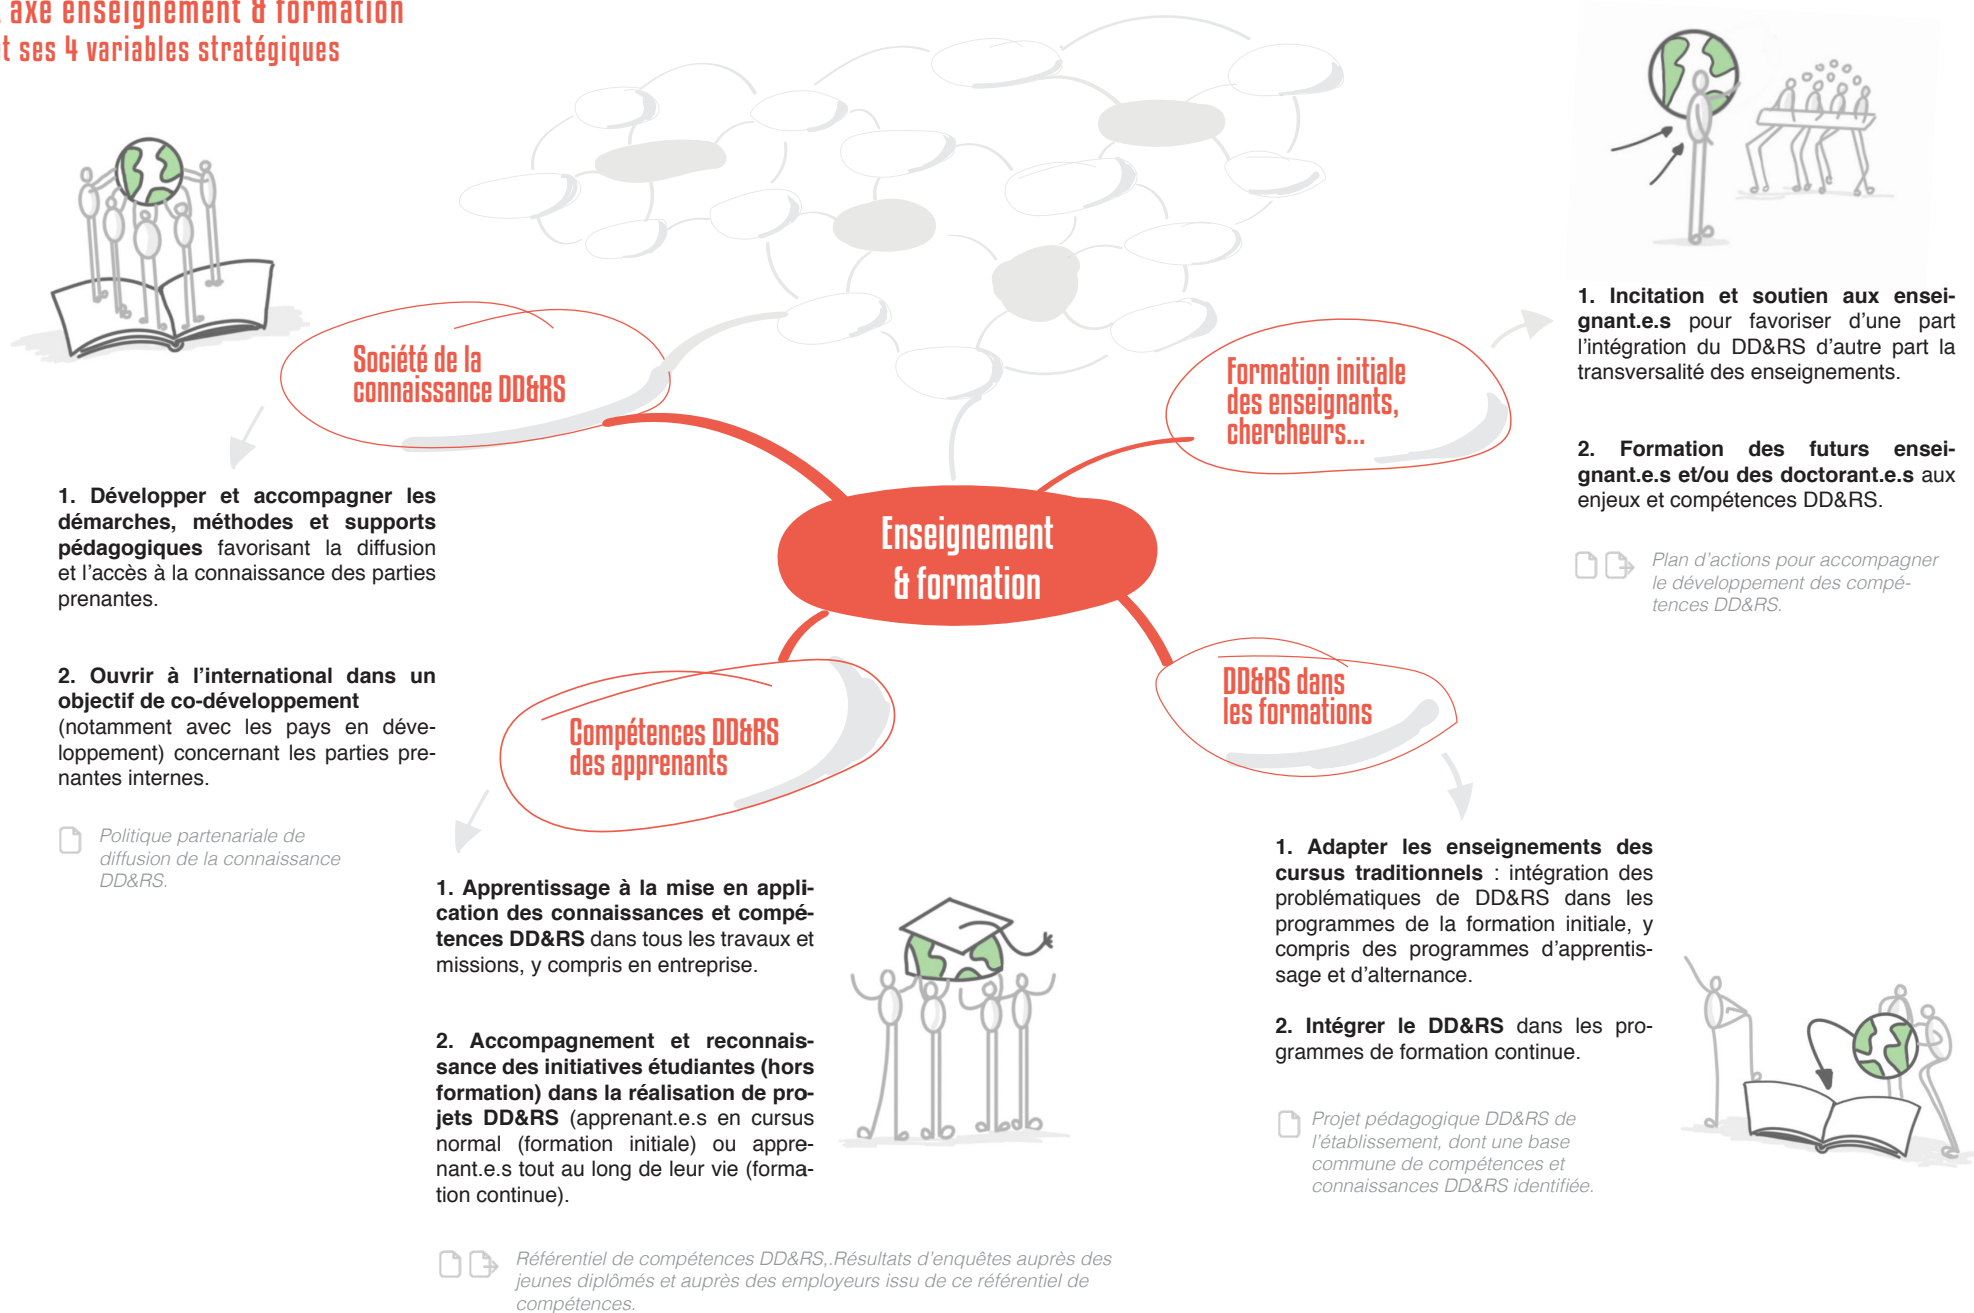 axe enseignement & formation
et ses 4 variables stratégiques
Société de la
connaissance DD&RS
1. Développer et accompagner les
démarches, méthodes et supports
pédagogiques favorisant la diffusion
et l'accès à la connaissance des parties
prenantes.
2. Ouvrir à l'international dans un
objectif de co-développement
(notamment avec les pays en déve-
loppement) concernant les parties pre-
nantes internes.
Politique partenariale de
diffusion de la connaissance
DD&RS.
Enseignement
& formation
Formation initiale
des enseignants,
chercheurs...
1. Incitation et soutien aux ensei-
gnant.e.s pour favoriser d'une part
l'intégration du DD&RS d'autre part la
transversalité des enseignements.
2. Formation des futurs ensei-
gnant.e.s et/ou des doctorant.e.s aux
enjeux et compétences DD&RS.
Plan d'actions pour accompagner
le développement des compé-
tences DD&RS.
Compétences DD&RS
des apprenants
1. Apprentissage à la mise en appli-
cation des connaissances et compé-
tences DD&RS dans tous les travaux et
missions, y compris en entreprise.
2. Accompagnement et reconnais-
sance des initiatives étudiantes (hors
formation) dans la réalisation de pro-
jets DD&RS (apprenant.e.s en cursus
normal (formation initiale) ou appre-
nant.e.s tout au long de leur vie (forma-
tion continue).
Référentiel de compétences DD&RS,.Résultats d'enquêtes auprès des
jeunes diplômés et auprès des employeurs issu de ce référentiel de
compétences.
DD&RS dans
les formations
1. Adapter les enseignements des
cursus traditionnels : intégration des
problématiques de DD&RS dans les
programmes de la formation initiale, y
compris des programmes d'apprentis-
sage et d'alternance.
2. Intégrer le DD&RS dans les pro-
grammes de formation continue.
Projet pédagogique DD&RS de
l'établissement, dont une base
commune de compétences et
connaissances DD&RS identifiée.